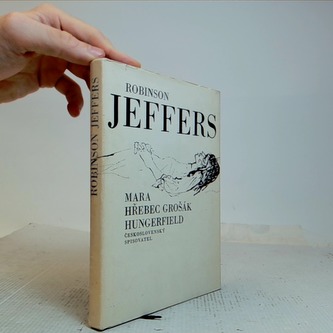 ROBINSON
JEFFERS
MARA
HŘEBEC GROŠÁK
HUNGERFIELD
ČESKOSLOVENSKÝ
SPISOVATEL
ROBINSON JEFFERS